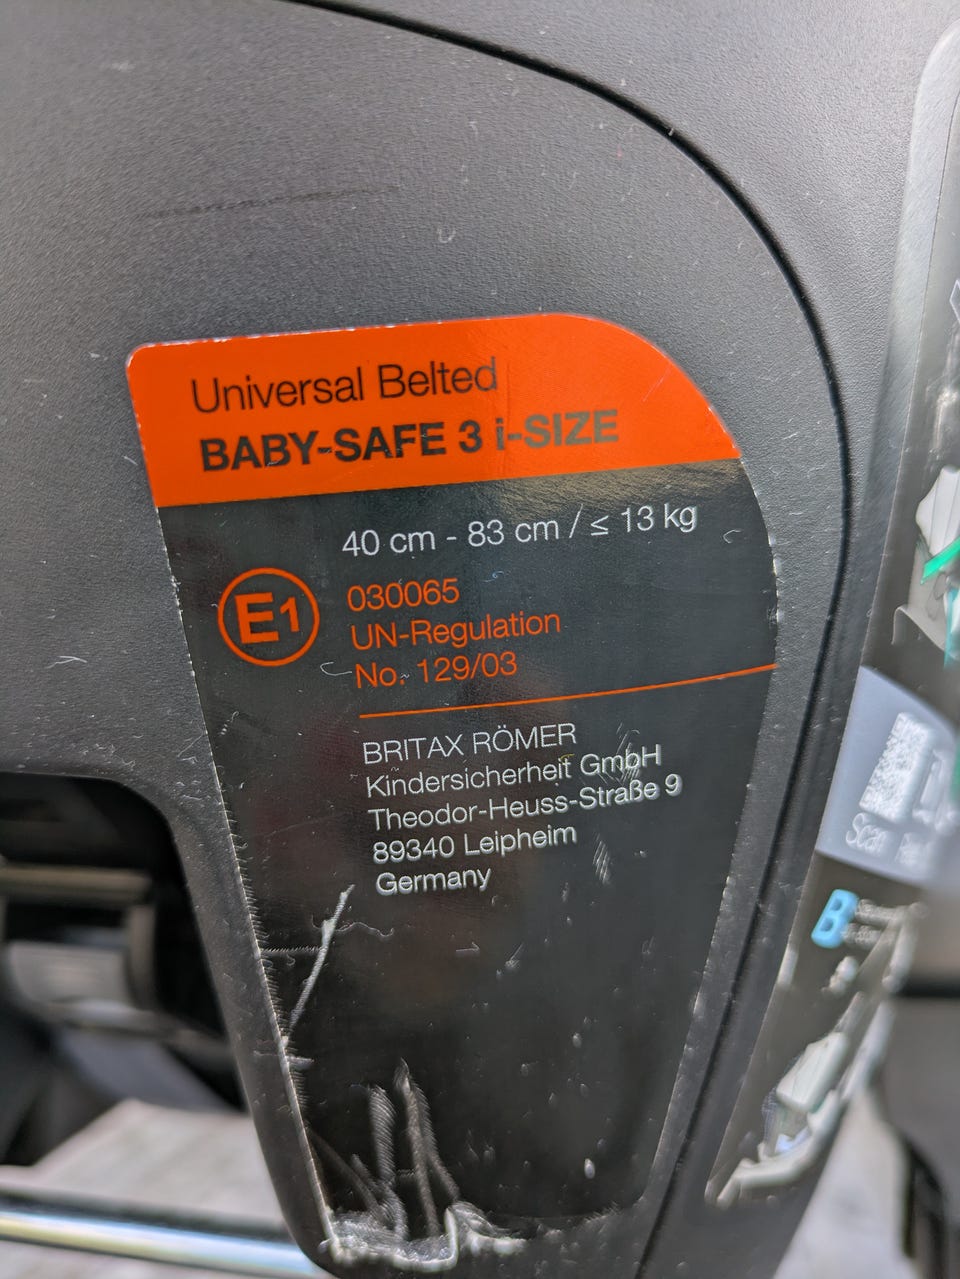 Universal Belted
BABY-SAFE 3 i-SIZE
40 cm - 83 cm / ≤ 13 kg
E1
030065
UN-Regulation
No. 129/03
BRITAX RÖMER
Kindersicherheit GmbH
Theodor-Heuss-Straße 9
89340 Leipheim
Germany
Scan
B